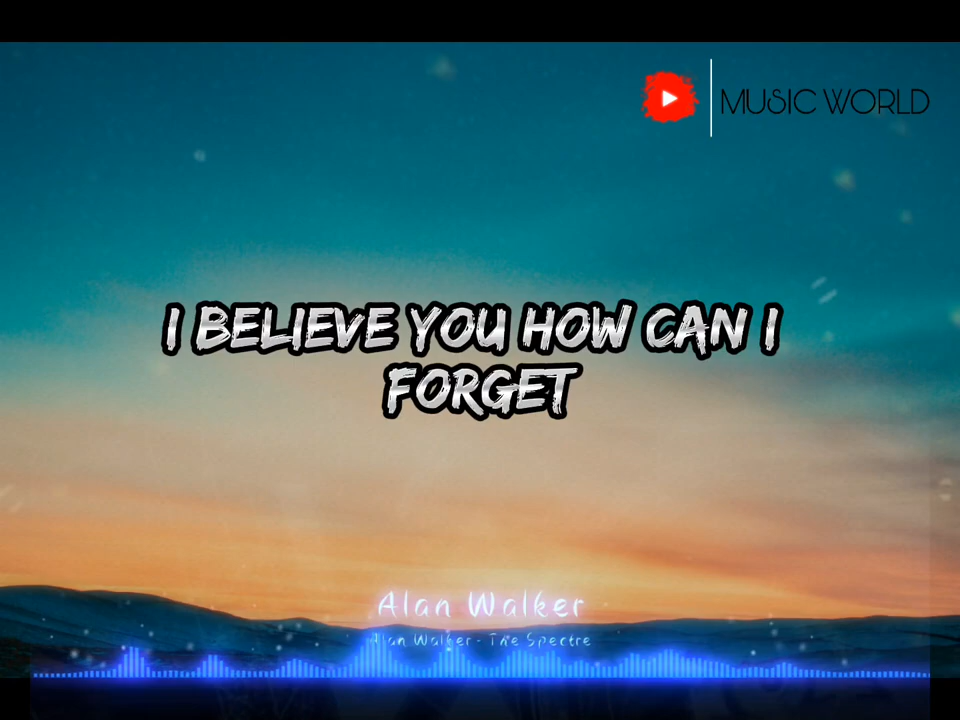 MUSIC WORLD
I BELIEVE YOU HOW CAN I
FORGET
Alan Walker
Alan Walker - The Spectre